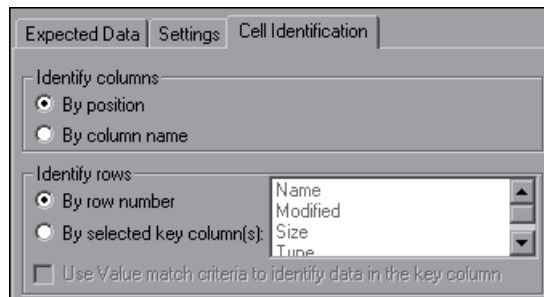 Expected Data Settings Cell Identification
Identify columns
By position
By column name
Identify rows
By row number
By selected key column(s):
Name
Modified
Size
Type
Use Value match criteria to identify data in the key column